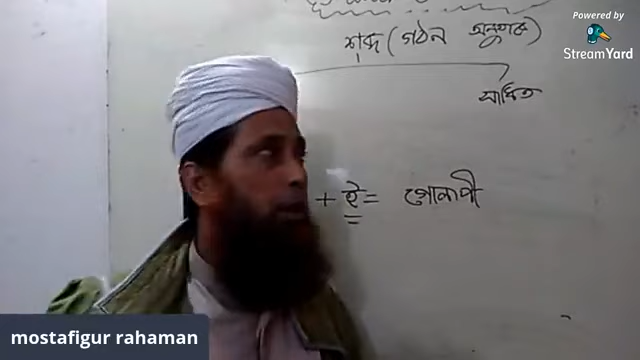 Powered by
StreamYard
শব্দ (গঠন অনুসারে)
সাধিত
+ ই = গোলাপী
mostafigur rahaman